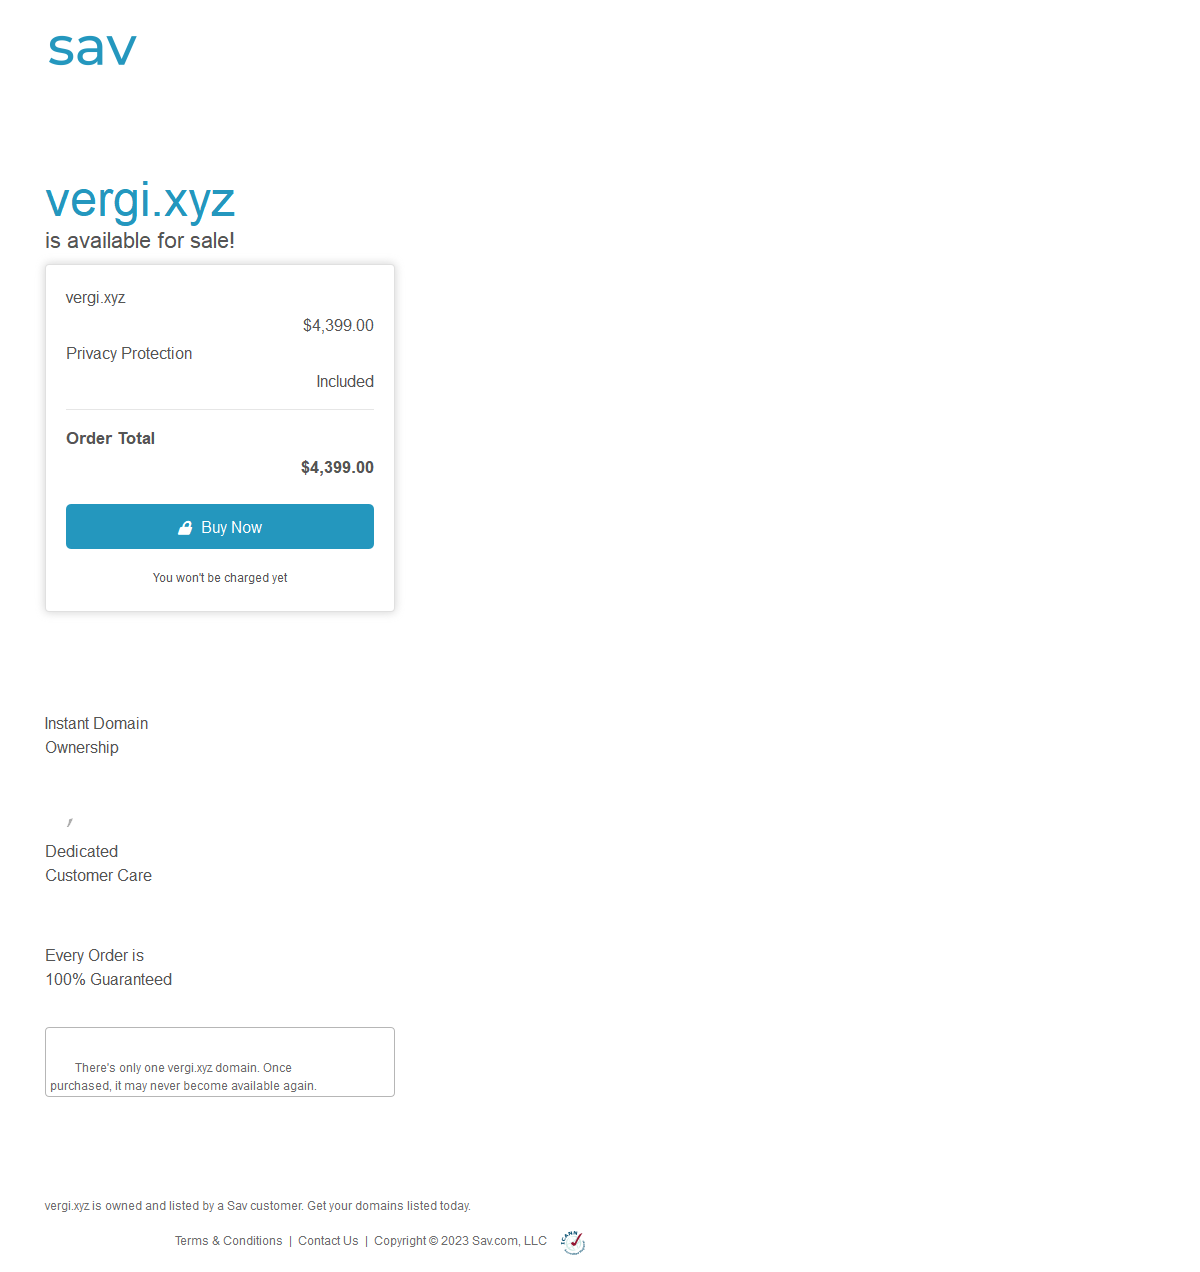 sav
vergi.xyz
is available for sale!
vergi.xyz
$4,399.00
Privacy Protection
Included
Order Total
$4,399.00
Buy Now
You won't be charged yet
Instant Domain
Ownership
Dedicated
Customer Care
Every Order is
100% Guaranteed
There's only one vergi.xyz domain. Once
purchased, it may never become available again.
vergi.xyz is owned and listed by a Sav customer. Get your domains listed today.
Terms & Conditions | Contact Us | Copyright © 2023 Sav.com, LLC
ICANN